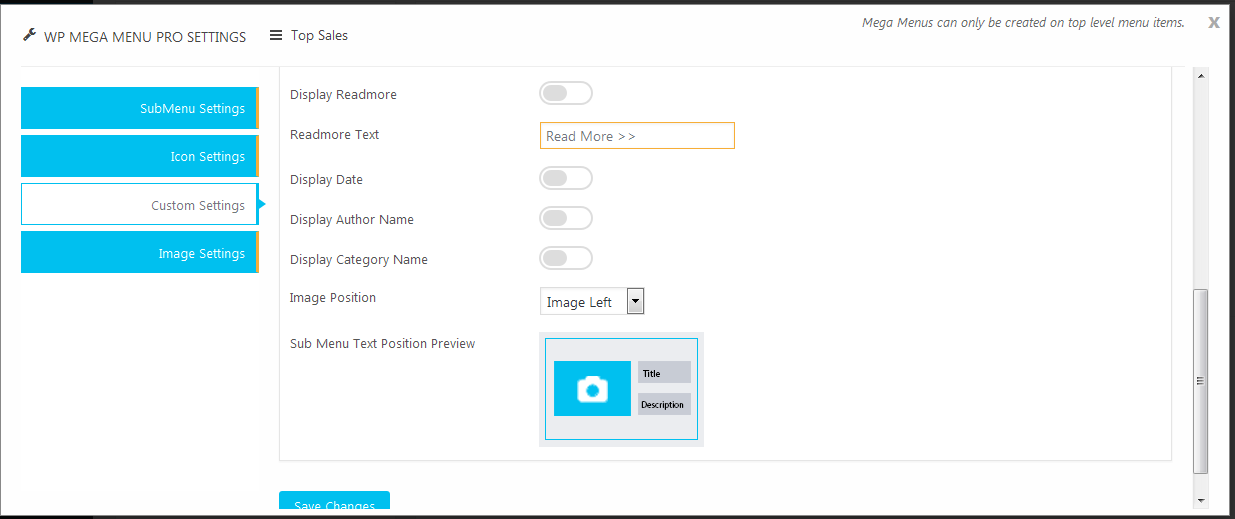 Mega Menus can only be created on top level menu items.
X
WP MEGA MENU PRO SETTINGS
Top Sales
SubMenu Settings
Icon Settings
Custom Settings
Image Settings
Display Readmore
Readmore Text
Read More >>
Display Date
Display Author Name
Display Category Name
Image Position
Image Left
Sub Menu Text Position Preview
Title
Description
Save Changes